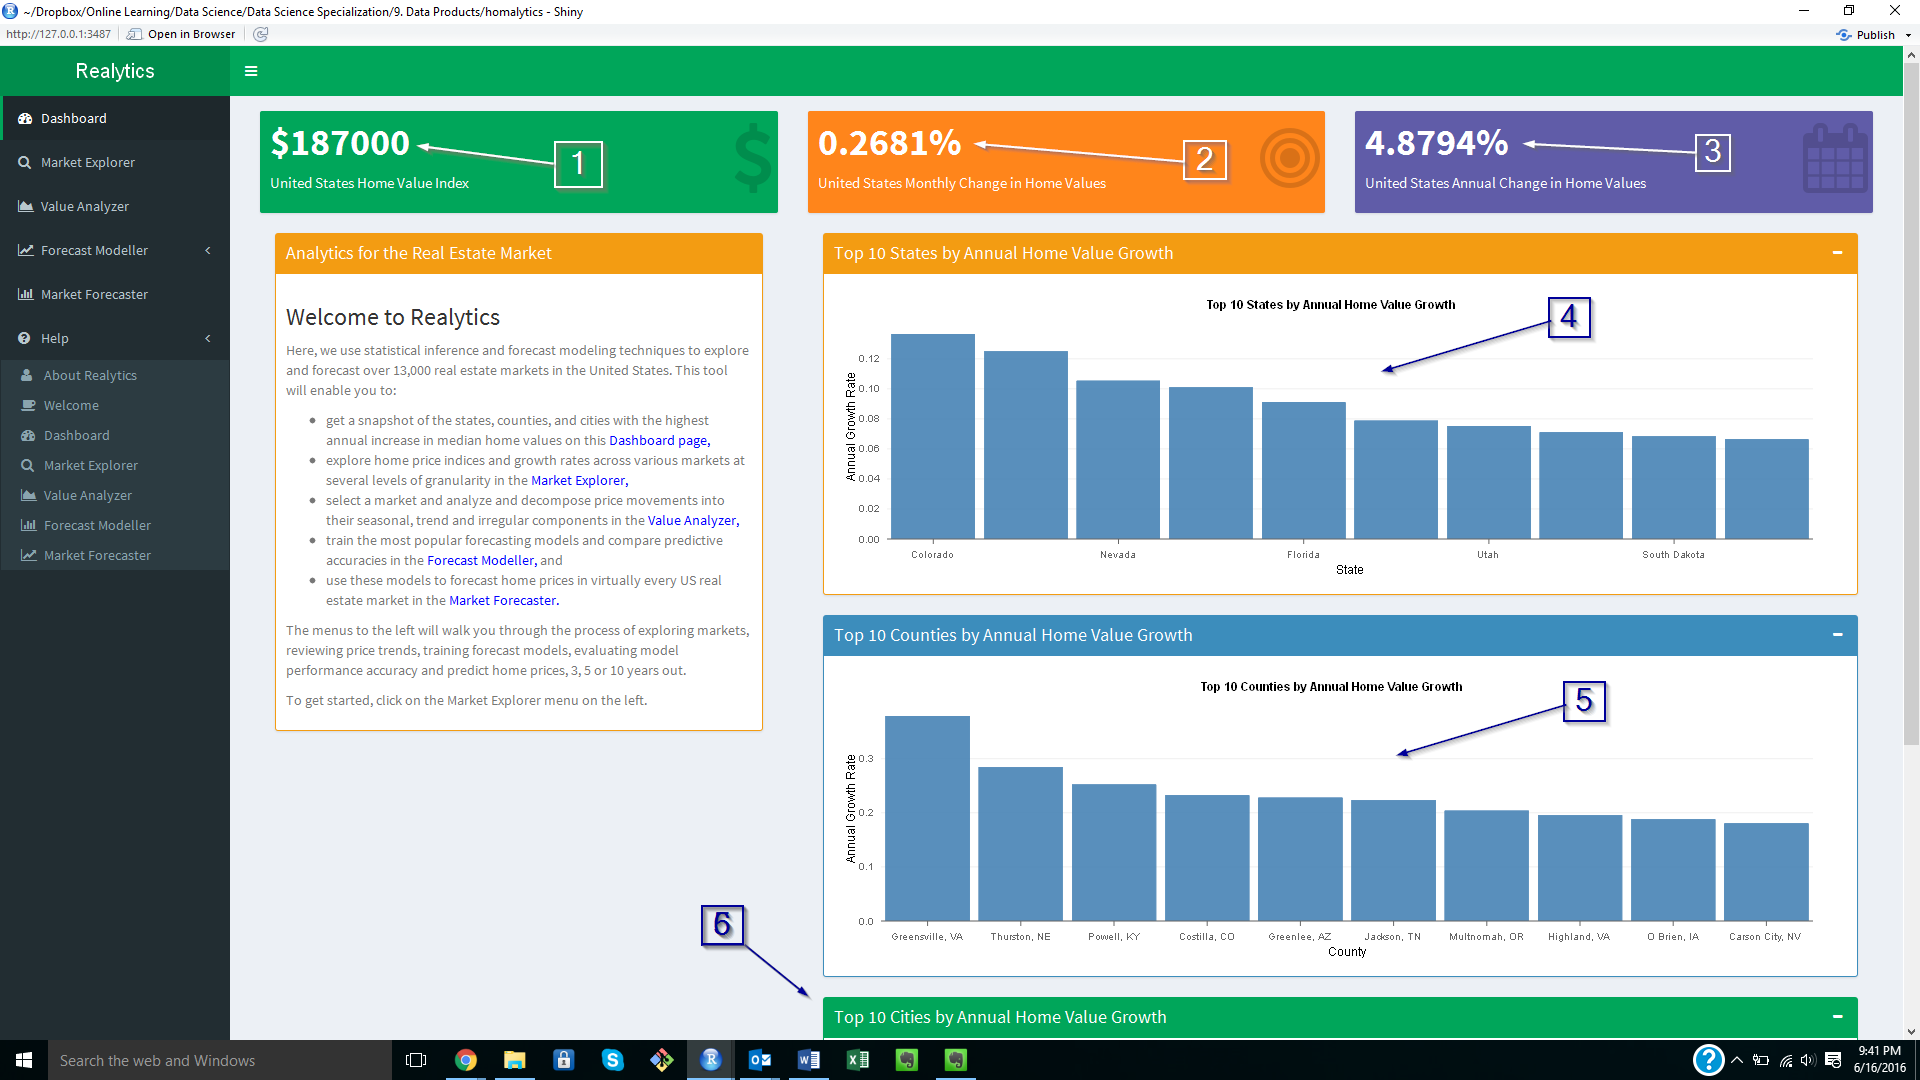 ~/Dropbox/Online Learning/Data Science/Data Science Specialization/9. Data Products/homalytics - Shiny
http://127.0.0.1:3487
Open in Browser
Publish
Realytics
Dashboard
Market Explorer
Value Analyzer
Forecast Modeller
Market Forecaster
Help
About Realytics
Welcome
Dashboard
Market Explorer
Value Analyzer
Forecast Modeller
Market Forecaster
$187000
United States Home Value Index
1
0.2681%
United States Monthly Change in Home Values
2
4.8794%
United States Annual Change in Home Values
3
Analytics for the Real Estate Market
Welcome to Realytics
Here, we use statistical inference and forecast modeling techniques to explore
and forecast over 13,000 real estate markets in the United States. This tool
will enable you to:
get a snapshot of the states, counties, and cities with the highest
annual increase in median home values on this Dashboard page,
explore home price indices and growth rates across various markets at
several levels of granularity in the Market Explorer,
select a market and analyze and decompose price movements into
their seasonal, trend and irregular components in the Value Analyzer,
train the most popular forecasting models and compare predictive
accuracies in the Forecast Modeller, and
use these models to forecast home prices in virtually every US real
estate market in the Market Forecaster.
The menus to the left will walk you through the process of exploring markets,
reviewing price trends, training forecast models, evaluating model
performance accuracy and predict home prices, 3, 5 or 10 years out.
To get started, click on the Market Explorer menu on the left.
Top 10 States by Annual Home Value Growth
Top 10 States by Annual Home Value Growth
4
Annual Growth Rate
0.12
0.10
0.08
0.06
0.04
0.02
0.00
Colorado Nevada Florida Utah South Dakota
State
Top 10 Counties by Annual Home Value Growth
Top 10 Counties by Annual Home Value Growth
5
Annual Growth Rate
0.3
0.2
0.1
0.0
Greensville, VA Thurston, NE Powell, KY Costilla, CO Greenlee, AZ Jackson, TN Multnomah, OR Highland, VA O Brien, IA Carson City, NV
County
6
Top 10 Cities by Annual Home Value Growth
Search the web and Windows
9:41 PM
6/16/2016